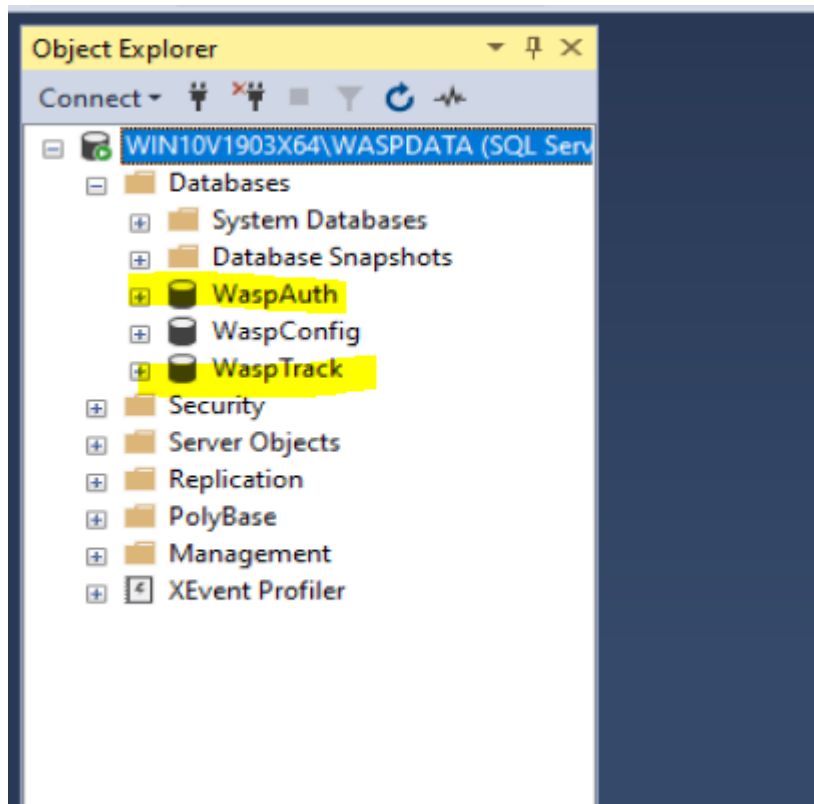 Object Explorer
Connect
WIN10V1903X64\WASPDATA (SQL Serv
Databases
System Databases
Database Snapshots
WaspAuth
WaspConfig
WaspTrack
Security
Server Objects
Replication
PolyBase
Management
XEvent Profiler